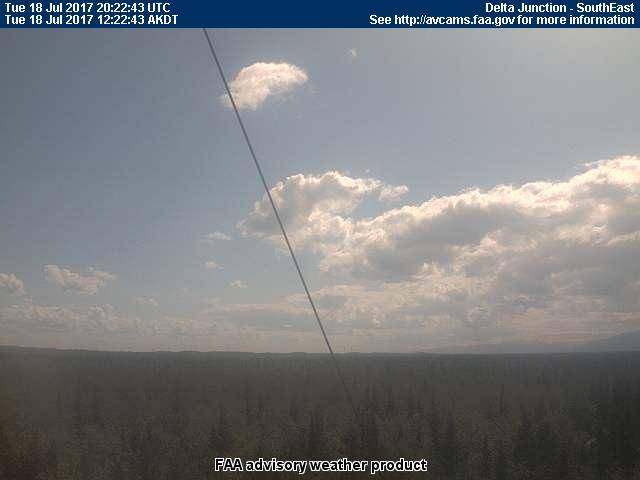 Tue 18 Jul 2017 20:22:43 UTC
Delta Junction - SouthEast
Tue 18 Jul 2017 12:22:43 AKDT
See http://avcams.faa.gov for more information
FAA advisory weather product